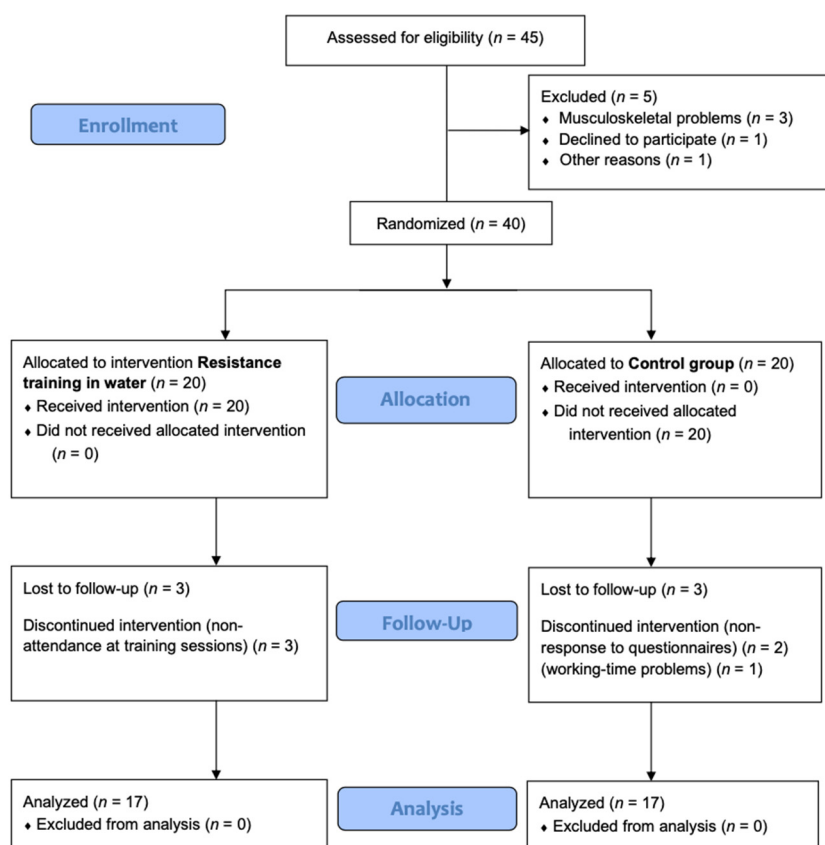 Assessed for eligibility (n = 45)
Enrollment
Excluded (n = 5)
♦ Musculoskeletal problems (n = 3)
♦ Declined to participate (n = 1)
♦ Other reasons (n = 1)
Randomized (n = 40)
Allocated to intervention Resistance
training in water (n = 20)
♦ Received intervention (n = 20)
♦ Did not received allocated intervention
(n = 0)
Allocation
Allocated to Control group (n = 20)
♦ Received intervention (n = 0)
♦ Did not received allocated
intervention (n = 20)
Lost to follow-up (n = 3)
Discontinued intervention (non-
attendance at training sessions) (n = 3)
Follow-Up
Lost to follow-up (n = 3)
Discontinued intervention (non-
response to questionnaires) (n = 2)
(working-time problems) (n = 1)
Analyzed (n = 17)
♦ Excluded from analysis (n = 0)
Analysis
Analyzed (n = 17)
♦ Excluded from analysis (n = 0)